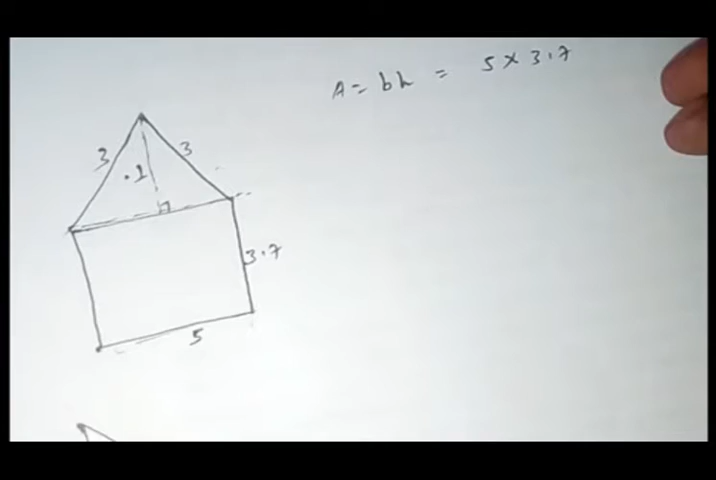 A = bh = 5 x 3.7
3 3
.1
3.7
5